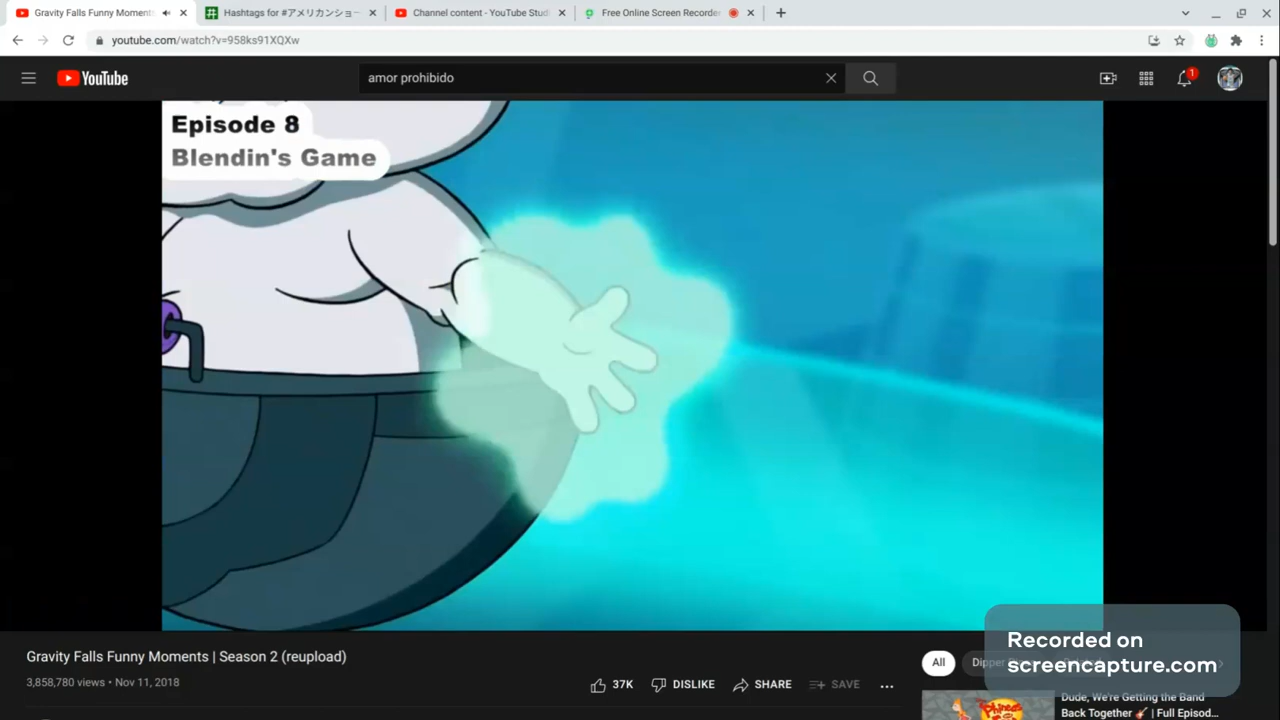 Gravity Falls Funny Moments
Hashtags for #アメリカンショー
Channel content - YouTube Stud
Free Online Screen Recorder
youtube.com/watch?v=958ks91XQXw
YouTube
amor prohibido
1
Episode 8
Blendin's Game
Gravity Falls Funny Moments | Season 2 (reupload)
3,858,780 views • Nov 11, 2018
37K
DISLIKE
SHARE
SAVE
All
Dipper
Recorded on
screencapture.com
Dude, We're Getting the Band
Back Together 🎸 | Full Episod...